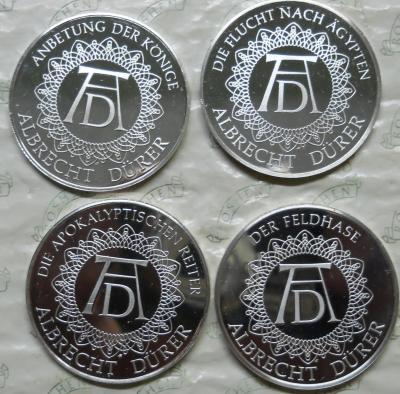 ANBETUNG DER KÖNIGE
AD
ALBRECHT DÜRER
DIE FLUCHT NACH ÄGYPTEN
AD
ALBRECHT DÜRER
DIE APOKALYPTISCHEN REITER
AD
ALBRECHT DÜRER
DER FELDHASE
AD
ALBRECHT DÜRER